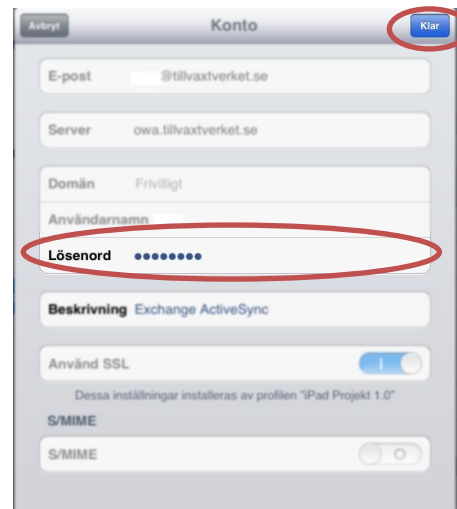 Avbryt Konto Klar
E-post @tillvaxtverket.se
Server owa.tillvaxtverket.se
Domän Frivilligt
Användarnamn
Lösenord ●●●●●●●●
Beskrivning Exchange ActiveSync
Använd SSL
Dessa inställningar installeras av profilen "iPad Projekt 1.0"
S/MIME
S/MIME